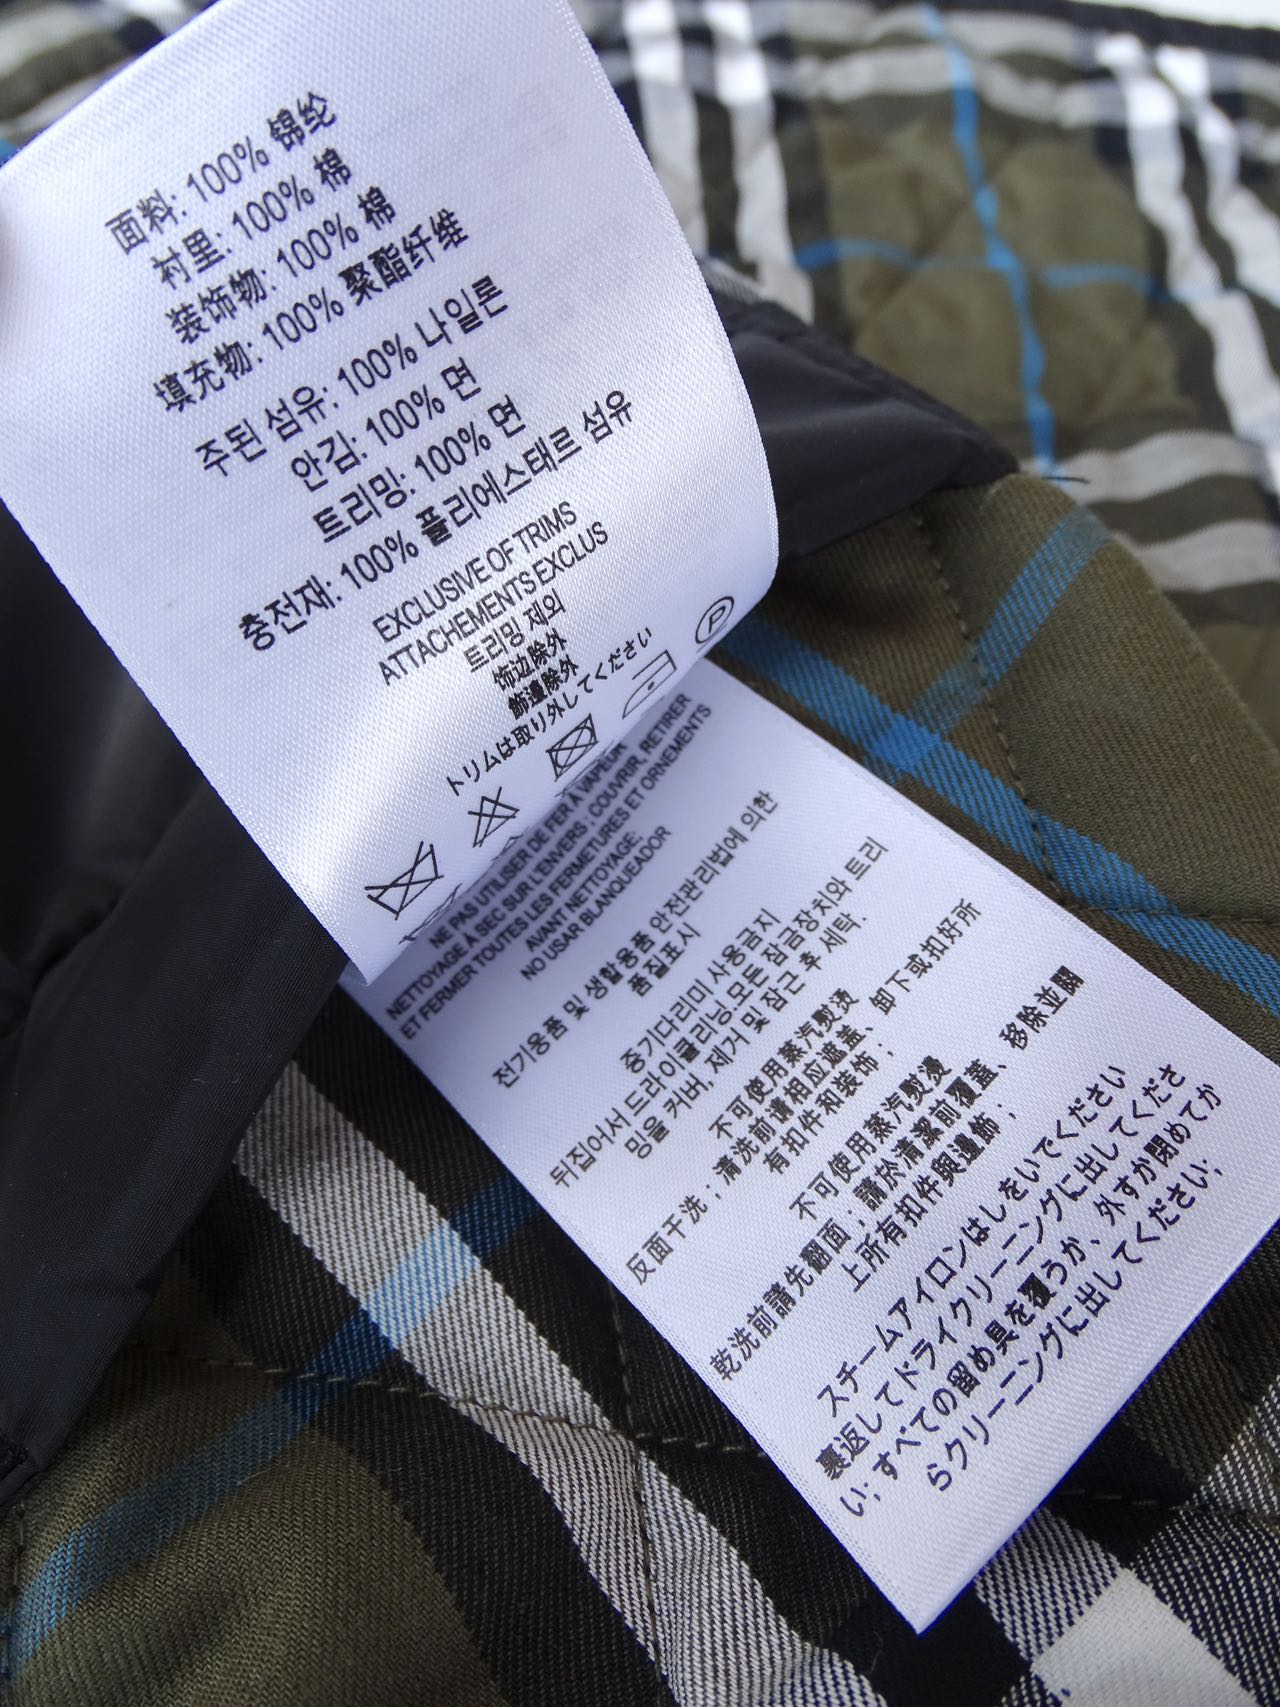 面料: 100% 锦纶
衬里: 100% 棉
装饰物: 100% 棉
填充物: 100% 聚酯纤维
주된 섬유: 100% 나일론
안감: 100% 면
트리밍: 100% 면
충전재: 100% 폴리에스태르 섬유
EXCLUSIVE OF TRIMS
ATTACHEMENTS EXCLUS
트리밍 제외
饰边除外
飾邊除外
トリムは取り外してください
P
NE PAS UTILISER DE FER À VAPEUR
NETTOYAGE À SEC SUR L'ENVERS : COUVRIR, RETIRER
ET FERMER TOUTES LES FERMETURES ET ORNEMENTS
AVANT NETTOYAGE:
NO USAR BLANQUEADOR
전기용품 및 생활용품 안전관리법에 의한
품질표시
중기다리미 사용금지
뒤집어서 드라이클리닝.모든 잠금장치와 트리
밍을 커버, 제거 및 잠근 후 세탁.
不可使用蒸汽熨烫
反面干洗；清洗前请相应遮盖、卸下或扣好所
有扣件和装饰；
不可使用蒸汽熨燙
乾洗前請先翻面；請於清潔前覆蓋、移除並關
上所有扣件與邊飾；
スチームアイロンはしをいでください
裏返してドライクリーニングに出してくださ
い; すべての留め具を覆うか、外すか閉めてか
らクリーニングに出してください;